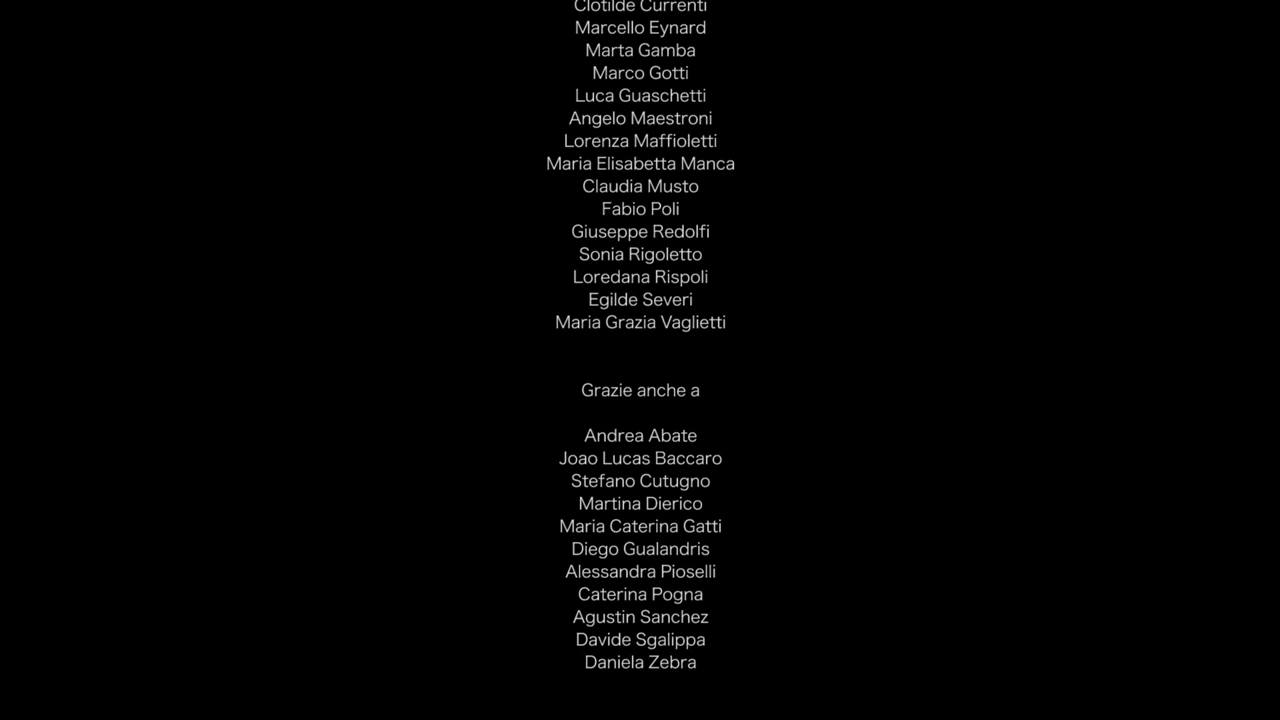 Clotilde Currenti
Marcello Eynard
Marta Gamba
Marco Gotti
Luca Guaschetti
Angelo Maestroni
Lorenza Maffioletti
Maria Elisabetta Manca
Claudia Musto
Fabio Poli
Giuseppe Redolfi
Sonia Rigoletto
Loredana Rispoli
Egilde Severi
Maria Grazia Vaglietti
Grazie anche a
Andrea Abate
Joao Lucas Baccaro
Stefano Cutugno
Martina Dierico
Maria Caterina Gatti
Diego Gualandris
Alessandra Pioselli
Caterina Pogna
Agustin Sanchez
Davide Sgalippa
Daniela Zebra